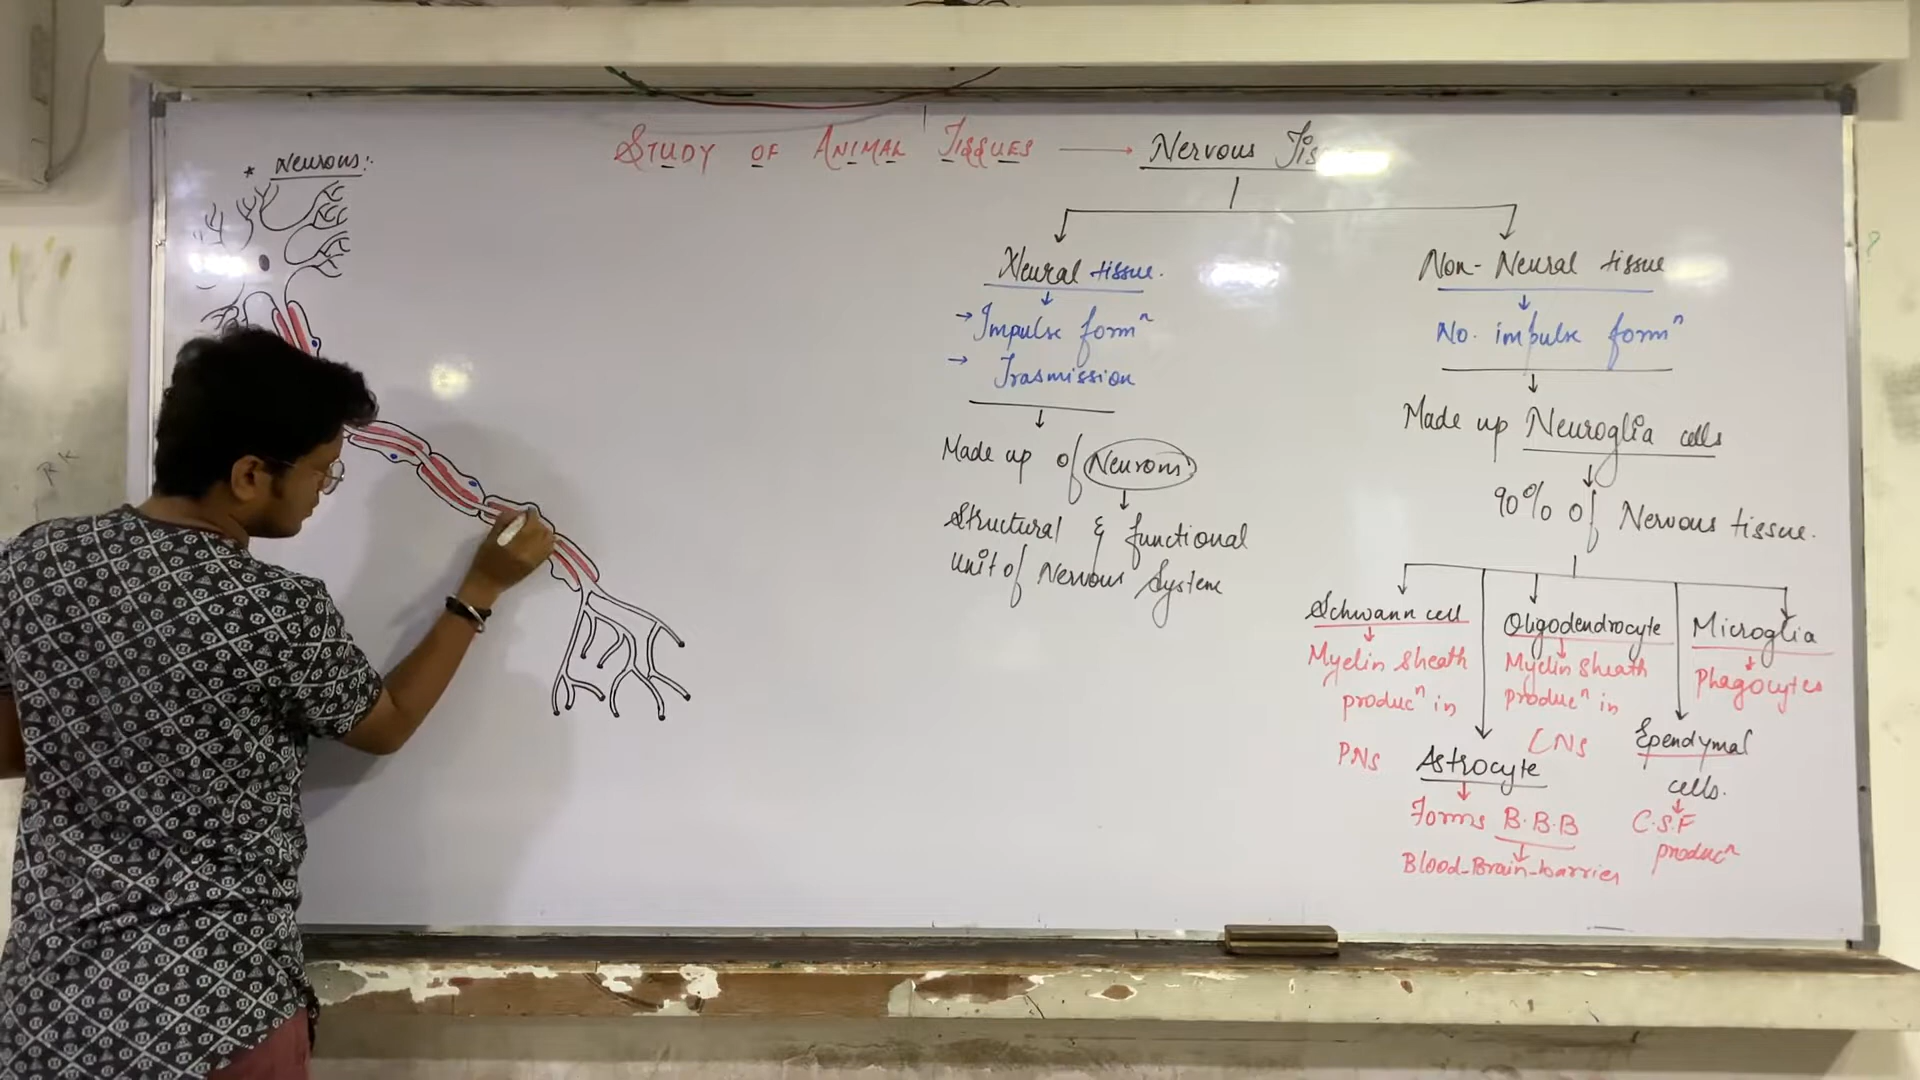 * Neurons:-
STUDY OF ANIMAL TISSUES → Nervous Tis
Neural tissue.
→ Impulse formⁿ
→ Trasmission
Made up of Neurons
Structural & functional
unit of Nervous System
Non-Neural tissue
No. impulse formⁿ
Made up Neuroglia cells
90% of Nervous tissue.
Schwann cell
Myelin sheath
producⁿ in
PNS
Astrocyte
Forms B.B.B
Blood-Brain-barrier
Oligodendrocyte
Myelin sheath
producⁿ in
CNS
Ependymal
cells.
C.S.F
producⁿ
Microglia
Phagocytes
RK